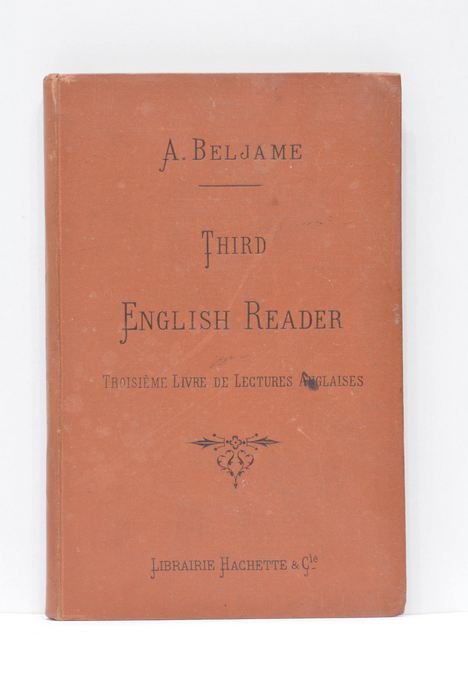 A. BELJAME
THIRD
ENGLISH READER
TROISIÈME LIVRE DE LECTURES ANGLAISES
LIBRAIRIE HACHETTE & Cie